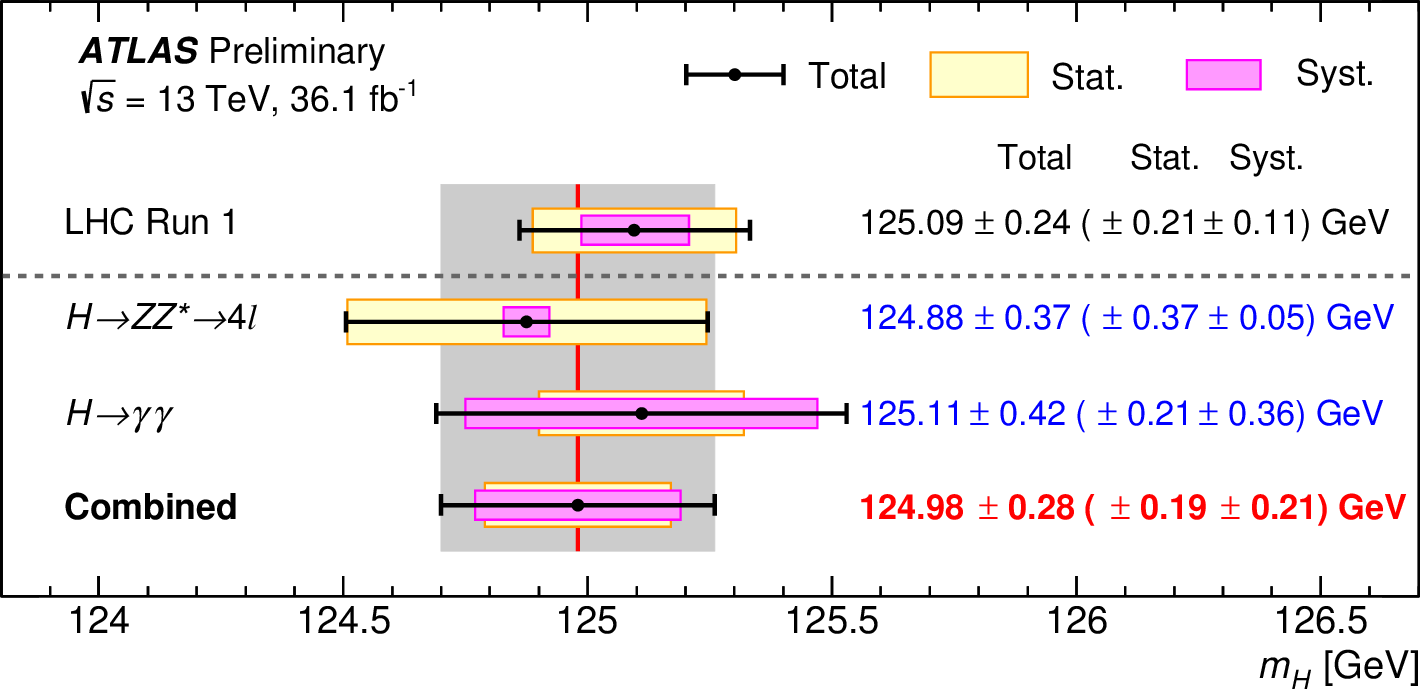 ATLAS Preliminary
√s = 13 TeV, 36.1 fb-1
Total Stat. Syst.
Total Stat. Syst.
LHC Run 1 125.09 ± 0.24 ( ± 0.21 ± 0.11) GeV
H→ZZ*→4l 124.88 ± 0.37 ( ± 0.37 ± 0.05) GeV
H→γγ 125.11 ± 0.42 ( ± 0.21 ± 0.36) GeV
Combined 124.98 ± 0.28 ( ± 0.19 ± 0.21) GeV
124 124.5 125 125.5 126 126.5
mH [GeV]